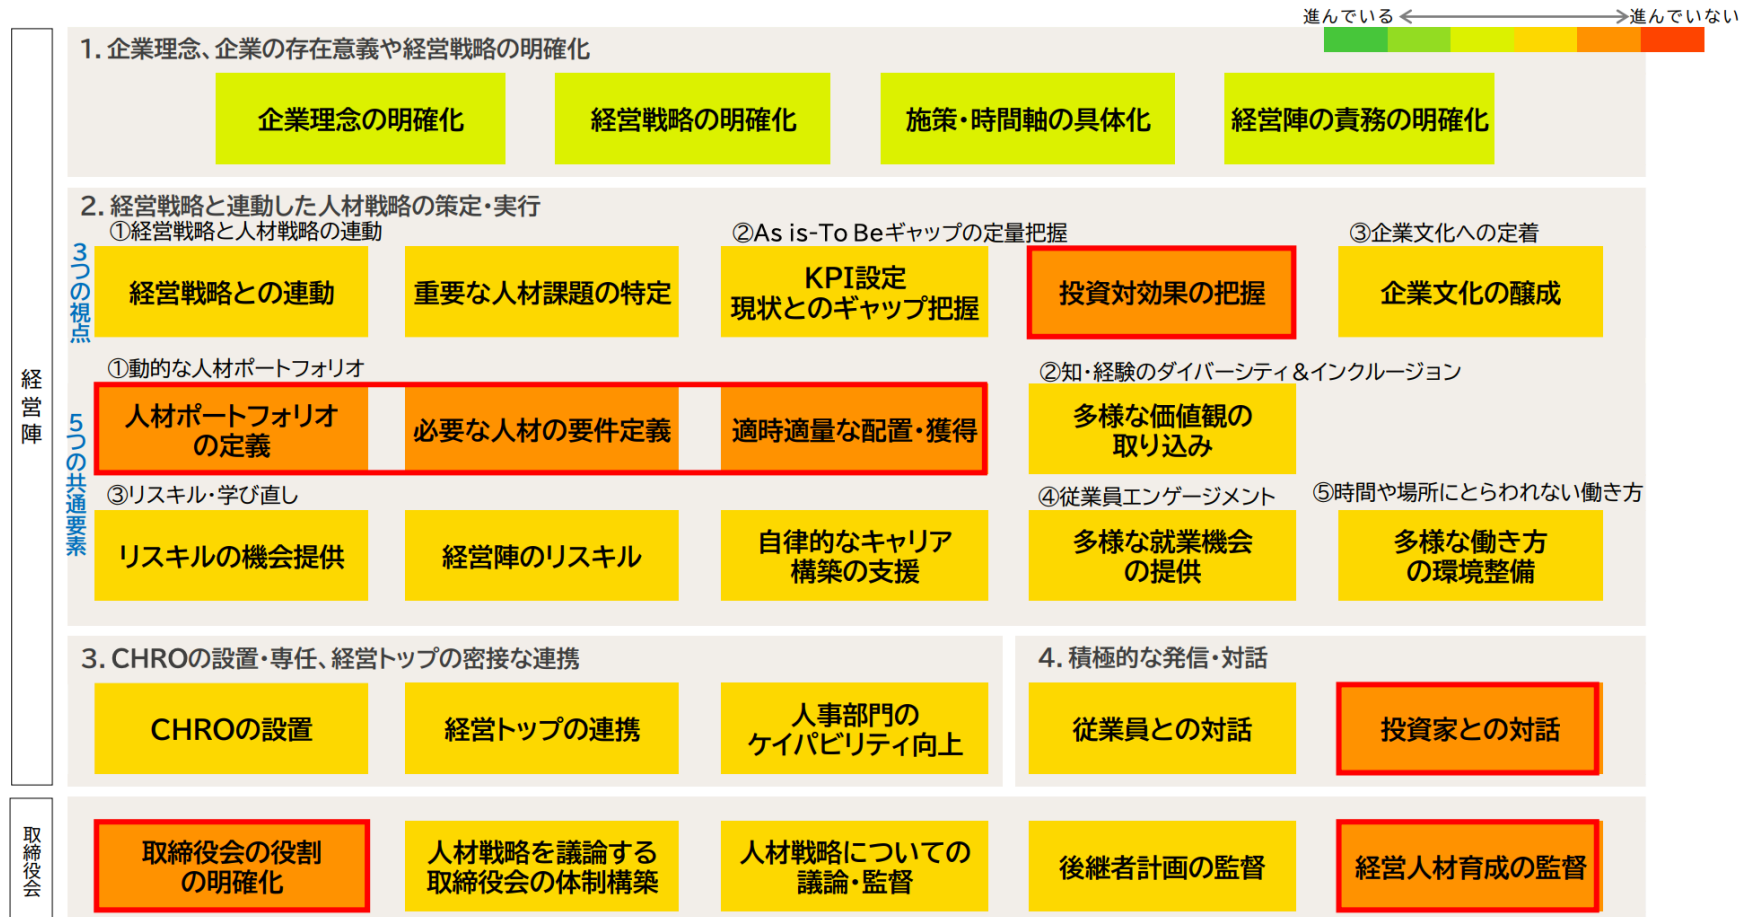 進んでいる
進んでいない
経営陣
1. 企業理念、企業の存在意義や経営戦略の明確化
企業理念の明確化
経営戦略の明確化
施策・時間軸の具体化
経営陣の責務の明確化
2. 経営戦略と連動した人材戦略の策定・実行
3つの視点
①経営戦略と人材戦略の連動
②As is-To Beギャップの定量把握
③企業文化への定着
経営戦略との連動
重要な人材課題の特定
KPI設定
現状とのギャップ把握
投資対効果の把握
企業文化の醸成
5つの共通要素
①動的な人材ポートフォリオ
②知・経験のダイバーシティ&インクルージョン
人材ポートフォリオ
の定義
必要な人材の要件定義
適時適量な配置・獲得
多様な価値観の
取り込み
③リスキル・学び直し
④従業員エンゲージメント
⑤時間や場所にとらわれない働き方
リスキルの機会提供
経営陣のリスキル
自律的なキャリア
構築の支援
多様な就業機会
の提供
多様な働き方
の環境整備
3. CHROの設置・専任、経営トップの密接な連携
CHROの設置
経営トップの連携
人事部門の
ケイパビリティ向上
4. 積極的な発信・対話
従業員との対話
投資家との対話
取締役会
取締役会の役割
の明確化
人材戦略を議論する
取締役会の体制構築
人材戦略についての
議論・監督
後継者計画の監督
経営人材育成の監督